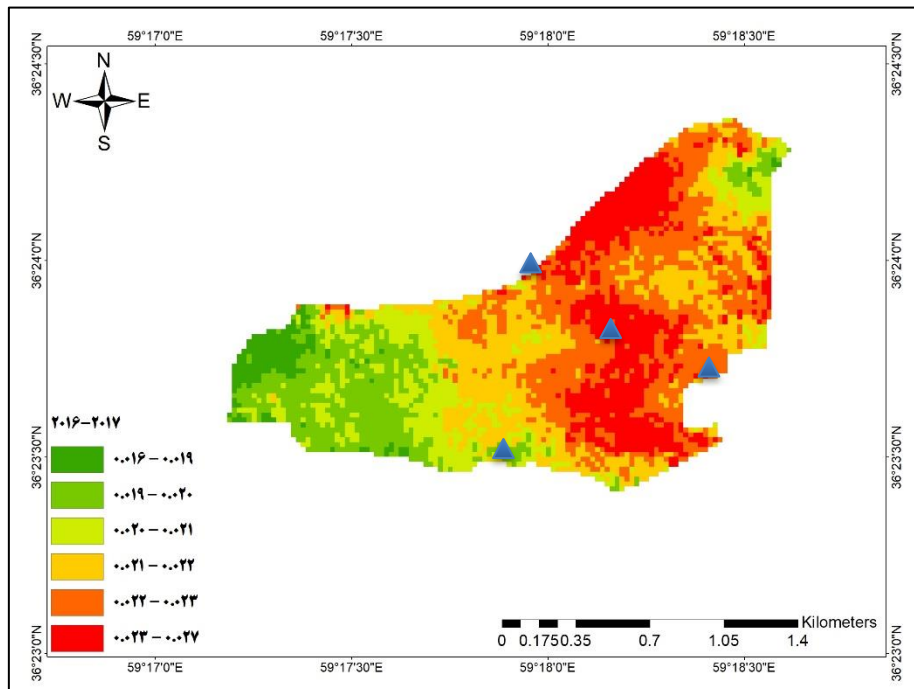 59°17'0"E 59°17'30"E 59°18'0"E 59°18'30"E
36°24'30"N 36°24'30"N
N
W E
S
36°24'0"N 36°24'0"N
۲۰۱۶-۲۰۱۷
۰.۰۱۶ – ۰.۰۱۹
36°23'30"N 36°23'30"N
۰.۰۱۹ – ۰.۰۲۰
۰.۰۲۰ – ۰.۰۲۱
۰.۰۲۱ – ۰.۰۲۲
۰.۰۲۲ – ۰.۰۲۳
۰.۰۲۳ – ۰.۰۲۷
Kilometers
0 0.175 0.35 0.7 1.05 1.4
36°23'0"N 36°23'0"N
59°17'0"E 59°17'30"E 59°18'0"E 59°18'30"E